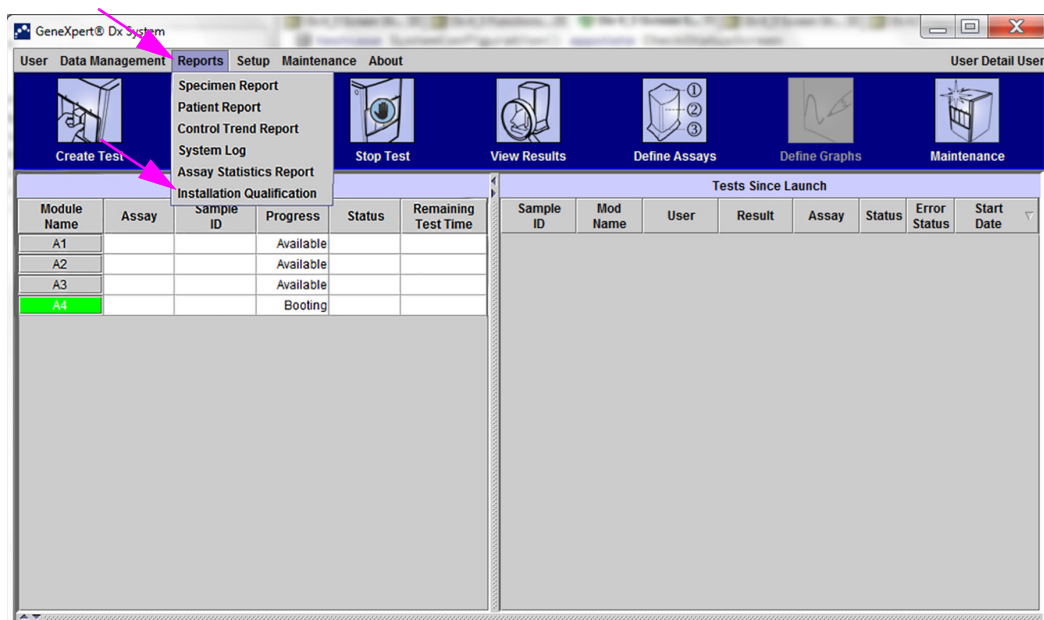 GeneXpert® Dx System
User Data Management Reports Setup Maintenance About User Detail User
Specimen Report
Patient Report
Control Trend Report
System Log
Assay Statistics Report
Installation Qualification
Create Test
Stop Test
View Results
① ② ③
Define Assays
Define Graphs
Maintenance
Module Name Assay Sample ID Progress Status Remaining Test Time
A1 Available
A2 Available
A3 Available
A4 Booting
Tests Since Launch
Sample ID Mod Name User Result Assay Status Error Status Start Date